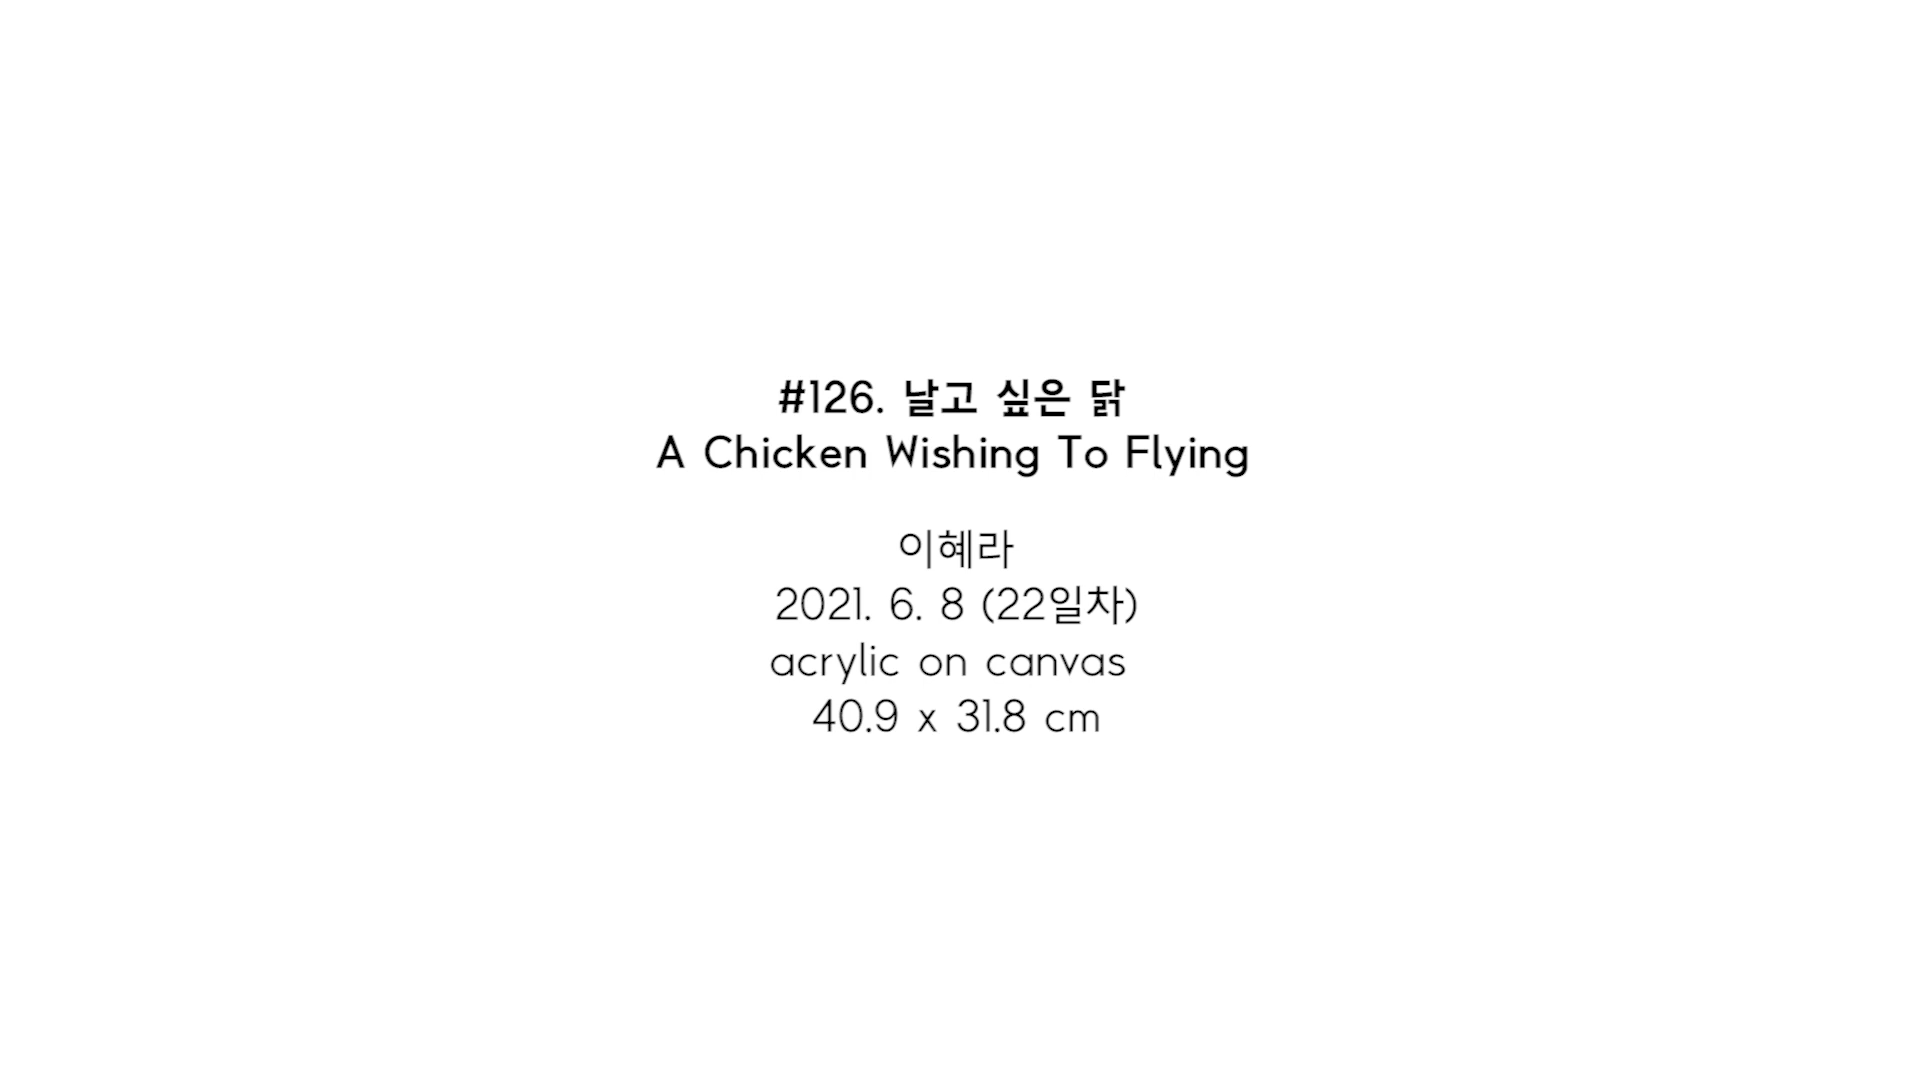 #126. 날고 싶은 닭
A Chicken Wishing To Flying
이혜라
2021. 6. 8 (22일차)
acrylic on canvas
40.9 x 31.8 cm